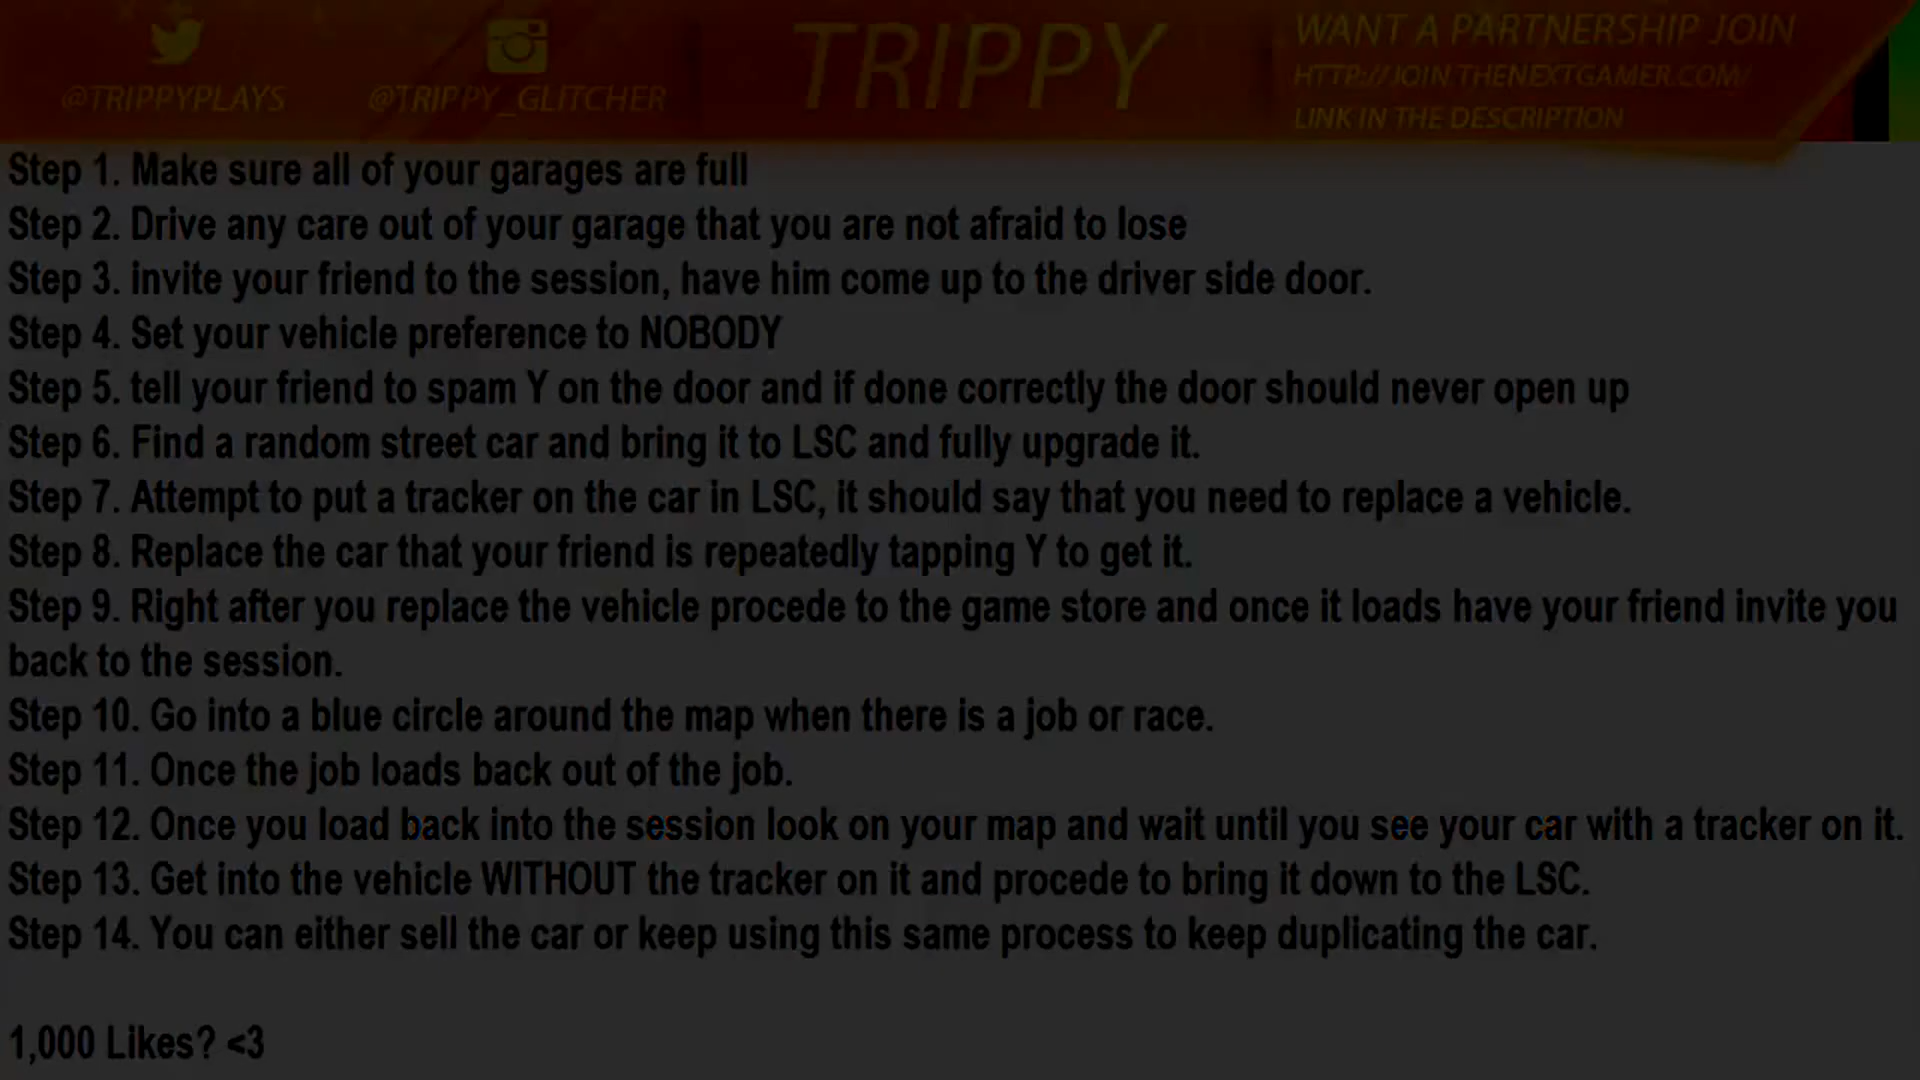 @TRIPPYPLAYS
@TRIPPY_GLITCHER
TRIPPY
WANT A PARTNERSHIP JOIN
HTTP://JOIN.THENEXTGAMER.COM/
LINK IN THE DESCRIPTION
Step 1. Make sure all of your garages are full
Step 2. Drive any care out of your garage that you are not afraid to lose
Step 3. invite your friend to the session, have him come up to the driver side door.
Step 4. Set your vehicle preference to NOBODY
Step 5. tell your friend to spam Y on the door and if done correctly the door should never open up
Step 6. Find a random street car and bring it to LSC and fully upgrade it.
Step 7. Attempt to put a tracker on the car in LSC, it should say that you need to replace a vehicle.
Step 8. Replace the car that your friend is repeatedly tapping Y to get it.
Step 9. Right after you replace the vehicle procede to the game store and once it loads have your friend invite you
back to the session.
Step 10. Go into a blue circle around the map when there is a job or race.
Step 11. Once the job loads back out of the job.
Step 12. Once you load back into the session look on your map and wait until you see your car with a tracker on it.
Step 13. Get into the vehicle WITHOUT the tracker on it and procede to bring it down to the LSC.
Step 14. You can either sell the car or keep using this same process to keep duplicating the car.
1,000 Likes? <3